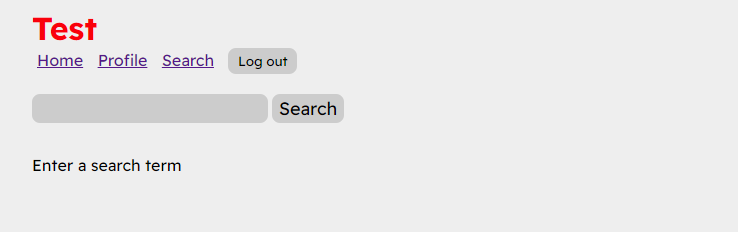 Test
Home Profile Search Log out
Search
Enter a search term